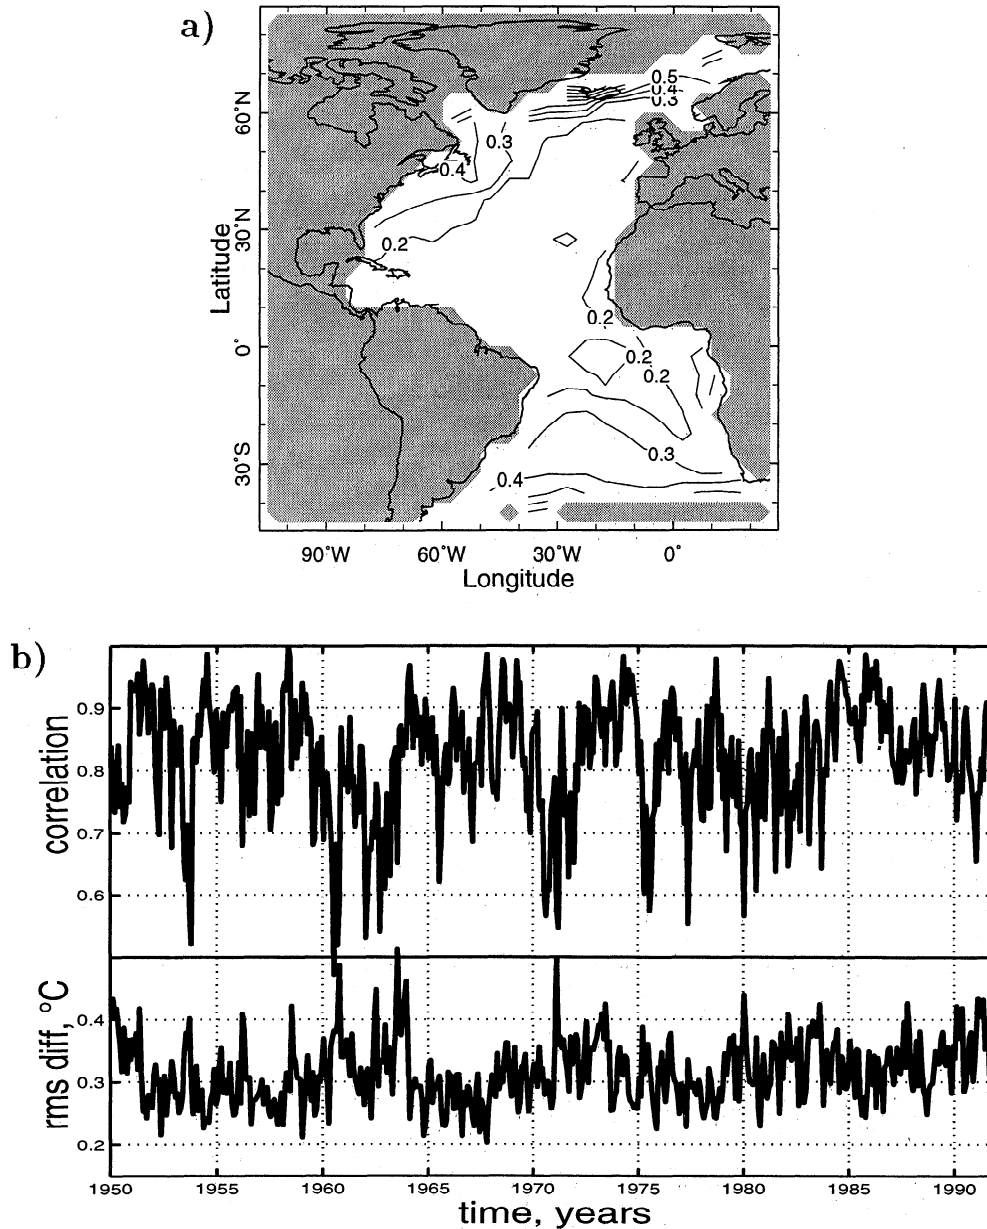 a)
0.5
0.4
0.3
60°N
0.3
0.4
30°N
0.2
Latitude
0.2
0°
0.2
0.2
0.3
30°S
0.4
90°W 60°W 30°W 0°
Longitude
b)
0.9
correlation
0.8
0.7
0.6
rms diff, °C
0.4
0.3
0.2
1950 1955 1960 1965 1970 1975 1980 1985 1990
time, years